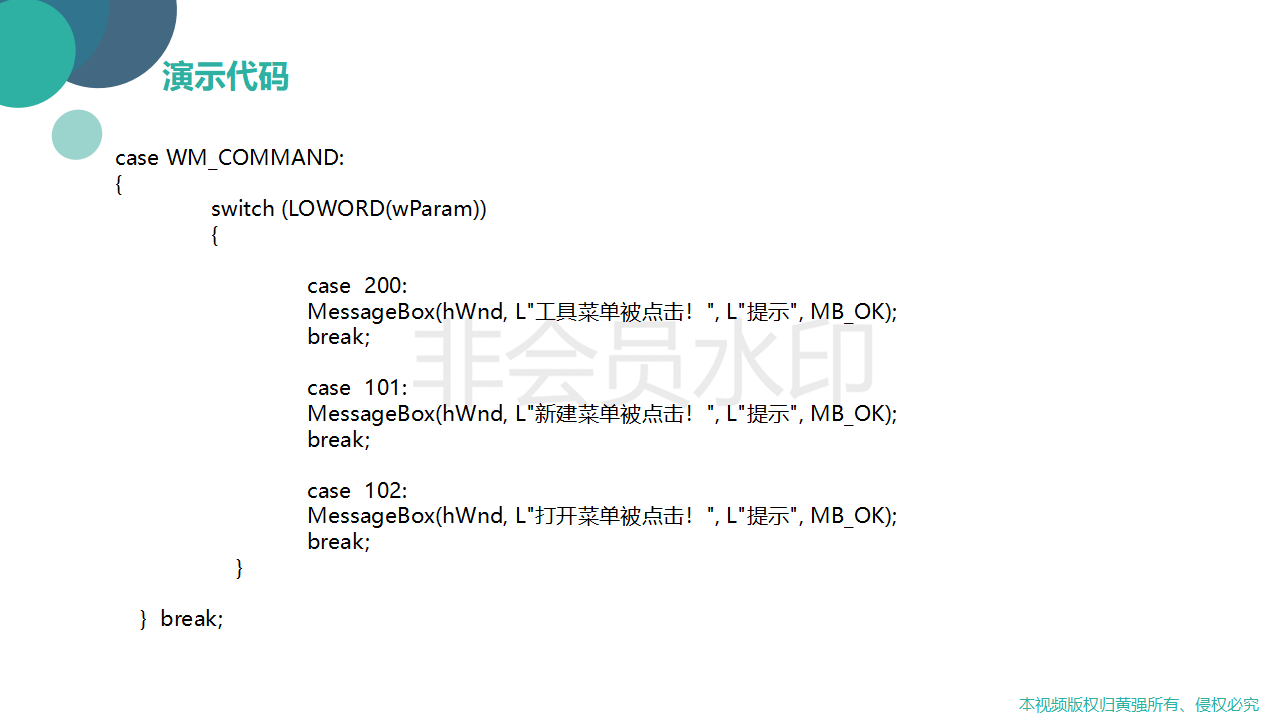 演示代码
case WM_COMMAND:
{
switch (LOWORD(wParam))
{
case  200:
MessageBox(hWnd, L"工具菜单被点击！", L"提示", MB_OK);
break;
非会员水印
case  101:
MessageBox(hWnd, L"新建菜单被点击！", L"提示", MB_OK);
break;
case  102:
MessageBox(hWnd, L"打开菜单被点击！", L"提示", MB_OK);
break;
}
}  break;
本视频版权归黄强所有、侵权必究